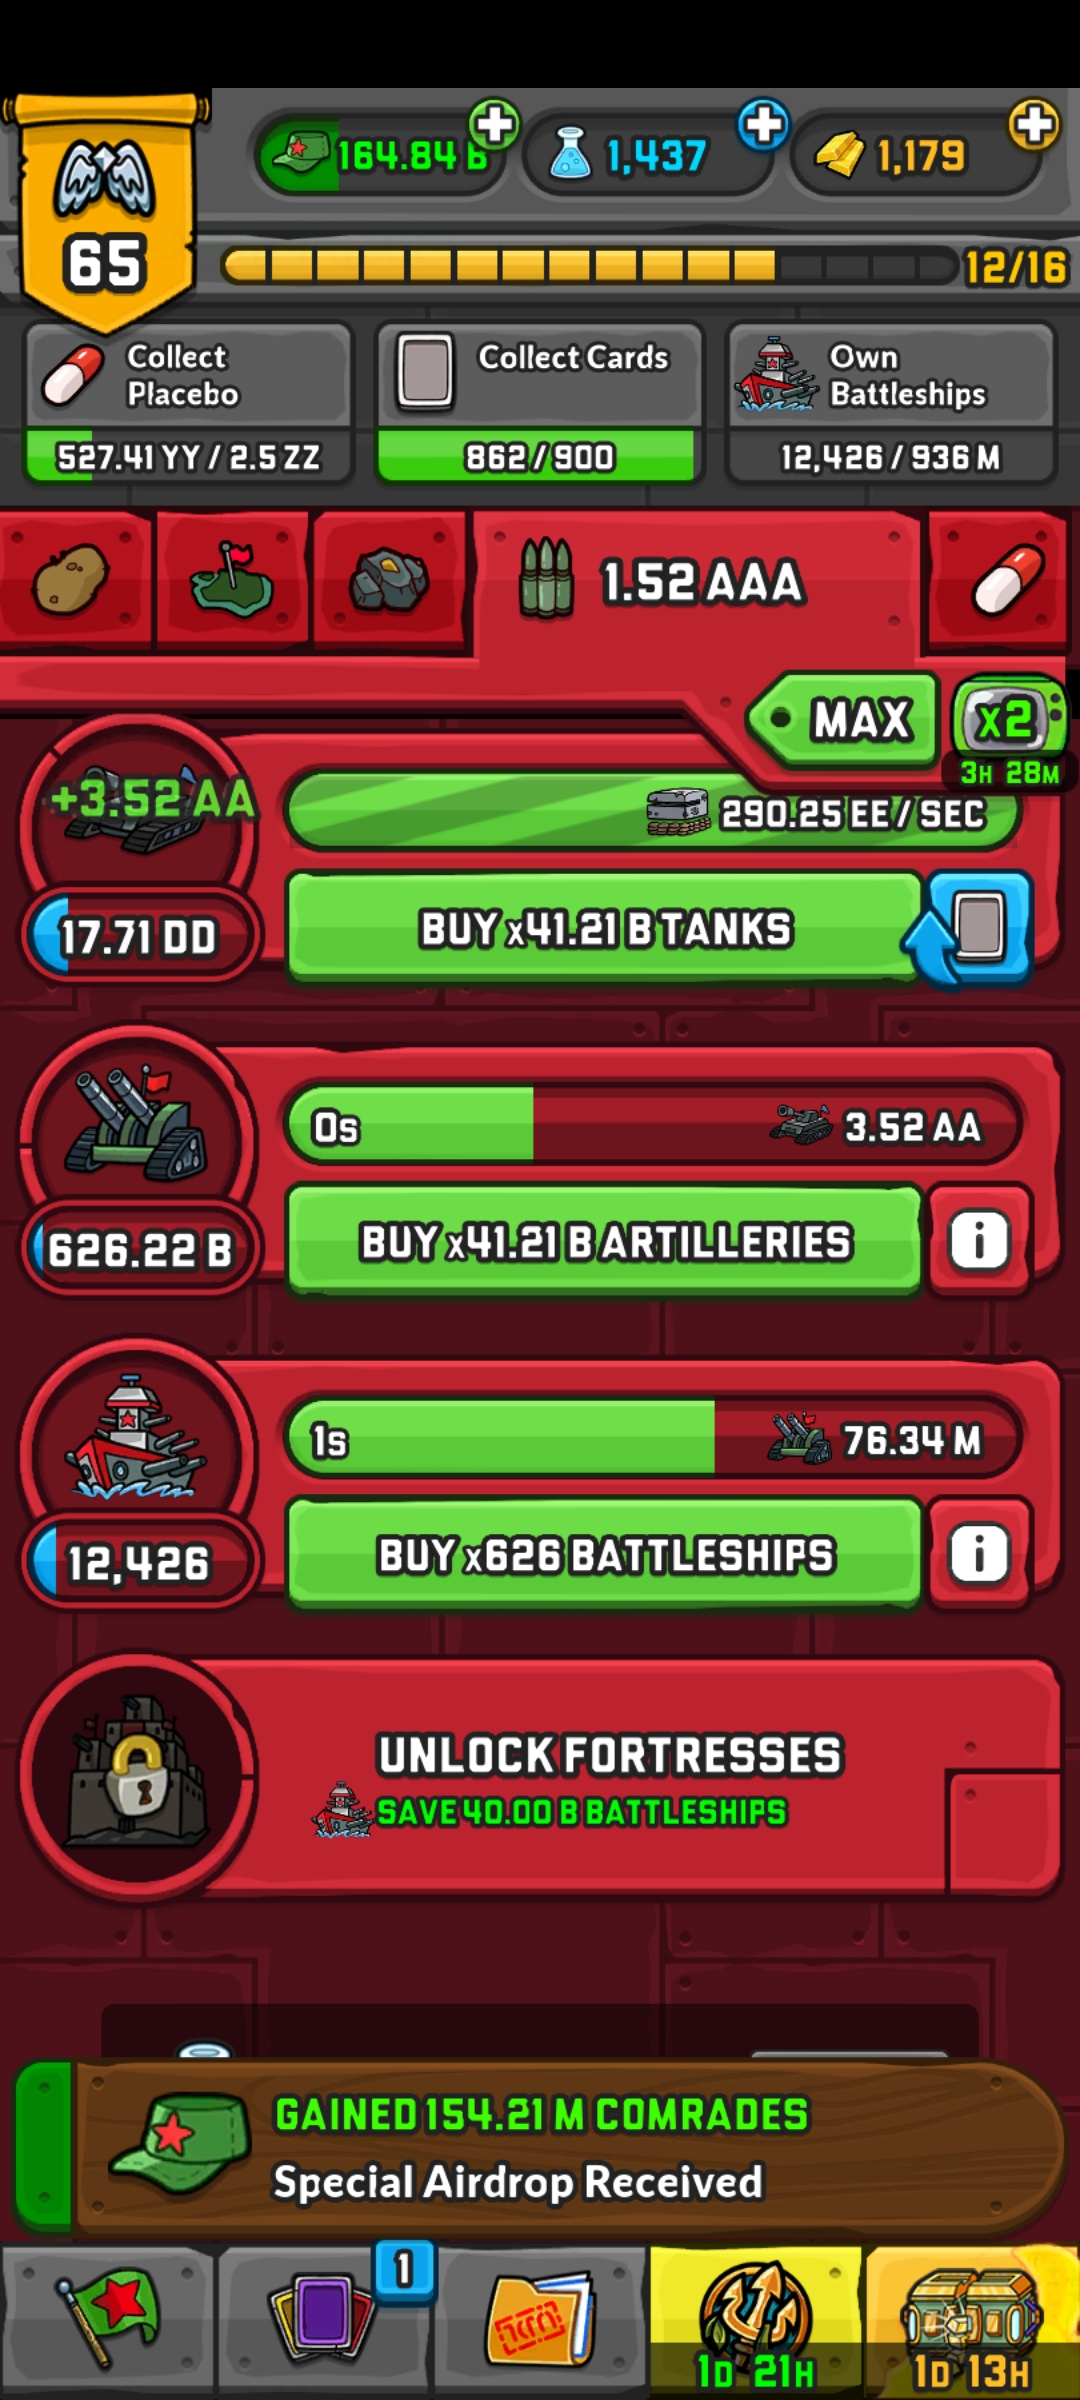 164.84 B
1,437
1,179
65
12/16
Collect
Placebo
527.41 YY / 2.5 ZZ
Collect Cards
862/900
Own
Battleships
12,426 / 936 M
1.52 AAA
MAX
x2
3H 28M
+3.52 AA
290.25 EE / SEC
17.71 DD
BUY x41.21 B TANKS
0s
3.52 AA
626.22 B
BUY x41.21 B ARTILLERIES
i
1s
76.34 M
12,426
BUY x626 BATTLESHIPS
i
UNLOCK FORTRESSES
SAVE 40.00 B BATTLESHIPS
GAINED 154.21 M COMRADES
Special Airdrop Received
1
1D 21H
1D 13H